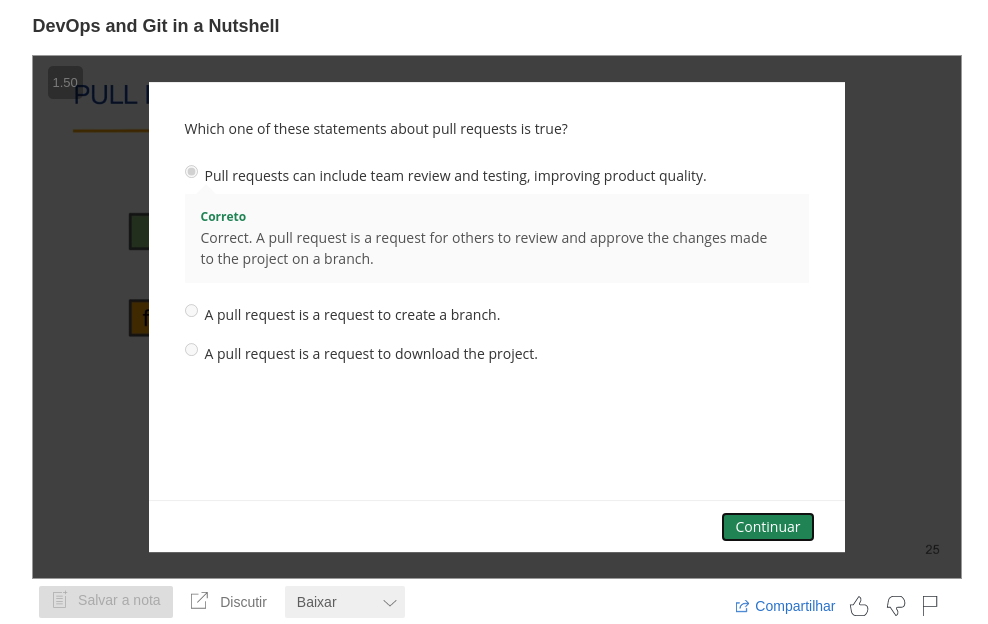 DevOps and Git in a Nutshell
1.50
PULL
Which one of these statements about pull requests is true?
Pull requests can include team review and testing, improving product quality.
Correto
Correct. A pull request is a request for others to review and approve the changes made
to the project on a branch.
f
A pull request is a request to create a branch.
A pull request is a request to download the project.
Continuar
25
Salvar a nota
Discutir
Baixar
Compartilhar